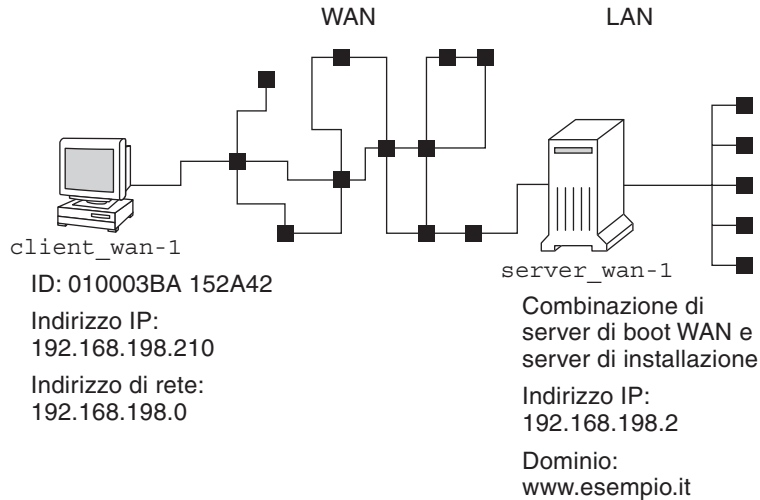 WAN
LAN
client_wan-1
ID: 010003BA 152A42
Indirizzo IP:
192.168.198.210
Indirizzo di rete:
192.168.198.0
server_wan-1
Combinazione di
server di boot WAN e
server di installazione
Indirizzo IP:
192.168.198.2
Dominio:
www.esempio.it